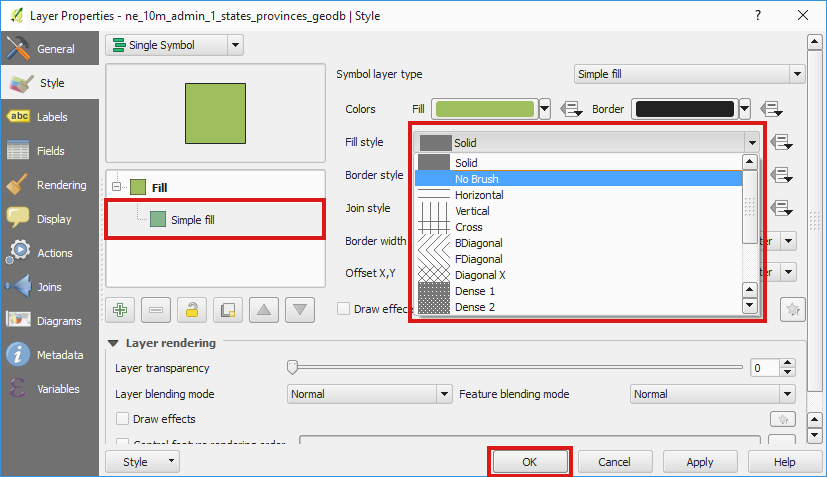 Layer Properties - ne_10m_admin_1_states_provinces_geodb | Style
General
Style
abc Labels
Fields
Rendering
Display
Actions
Joins
Diagrams
Metadata
Variables
Single Symbol
Fill
Simple fill
Symbol layer type Simple fill
Colors Fill Border
Fill style Solid
Solid
No Brush
Horizontal
Vertical
Cross
BDiagonal
FDiagonal
Diagonal X
Dense 1
Dense 2
Border style
Join style
Border width
Offset X,Y
Draw effects
Layer rendering
Layer transparency 0
Layer blending mode Normal Feature blending mode Normal
Draw effects
Control feature rendering order
Style OK Cancel Apply Help